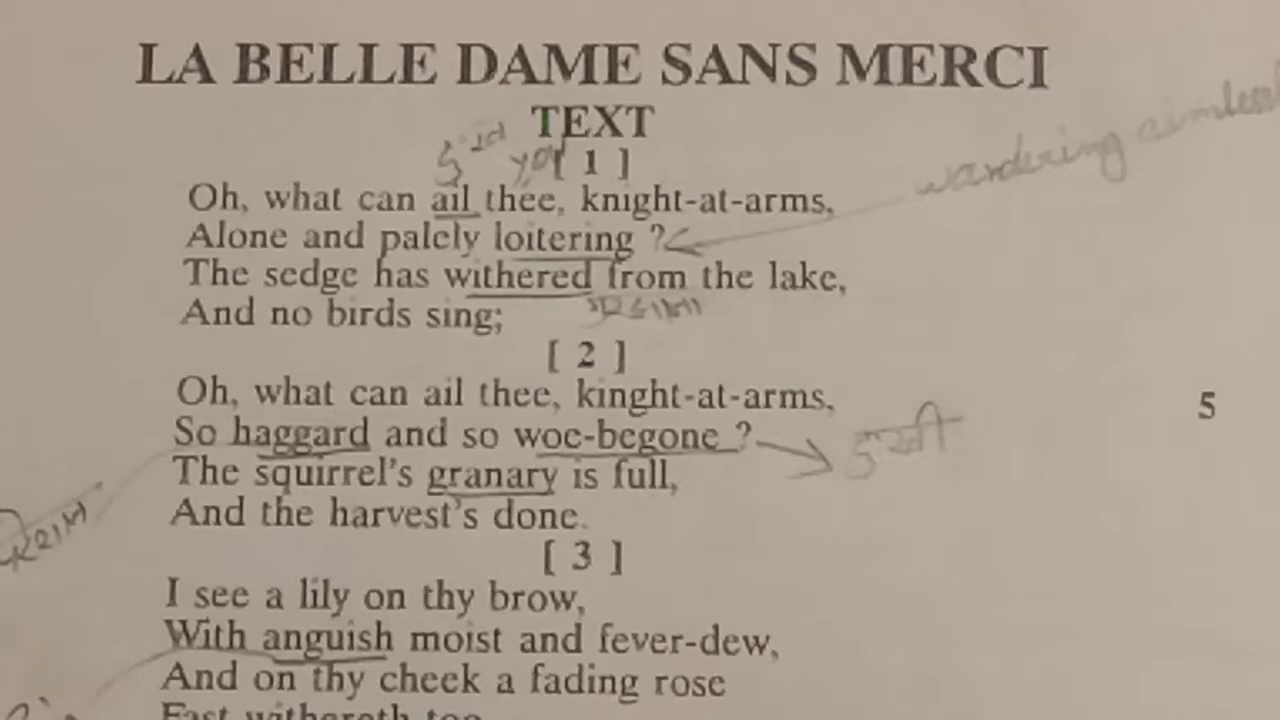 LA BELLE DAME SANS MERCI
TEXT
[ 1 ]
Oh, what can ail thee, knight-at-arms,
wandering
Alone and palely loitering ?
The sedge has withered from the lake,
And no birds sing;
[ 2 ]
Oh, what can ail thee, kinght-at-arms,
5
So haggard and so woe-begone ?
दुखी
The squirrel's granary is full,
And the harvest's done.
[ 3 ]
I see a lily on thy brow,
With anguish moist and fever-dew,
And on thy cheek a fading rose
Fast withereth too